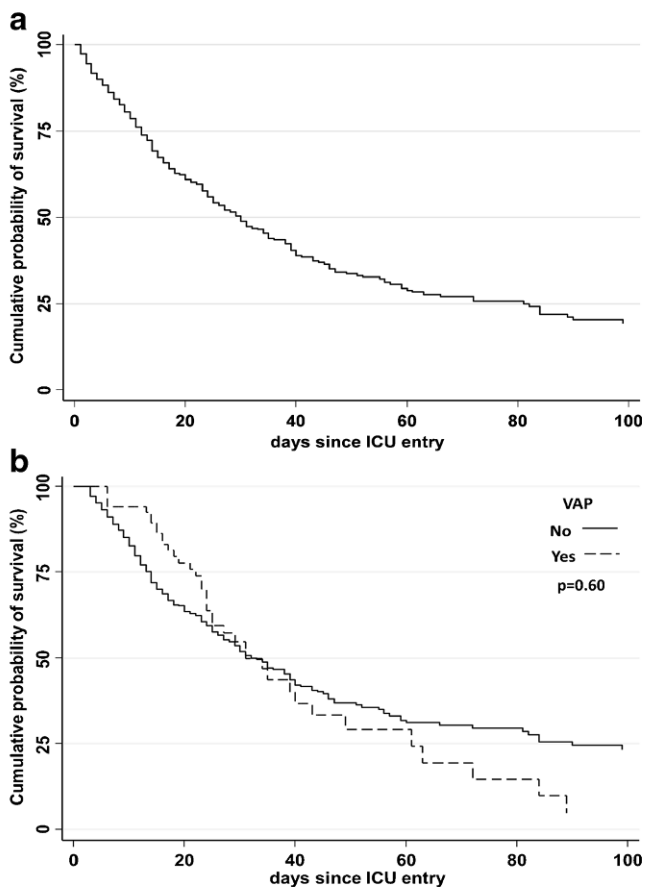 a
Cumulative probability of survival (%)
100
75
50
25
0
0 20 40 60 80 100
days since ICU entry
b
Cumulative probability of survival (%)
100
75
50
25
0
VAP
No
Yes
p=0.60
0 20 40 60 80 100
days since ICU entry